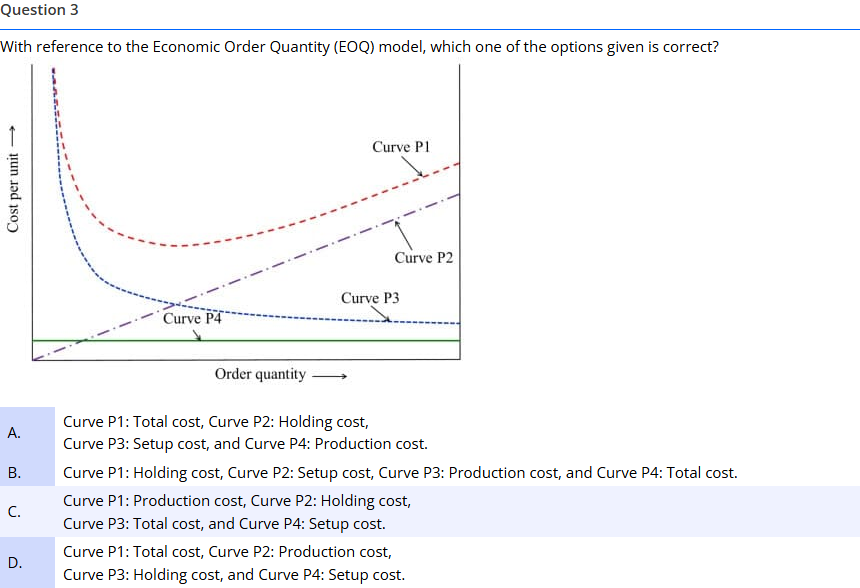 Question 3
With reference to the Economic Order Quantity (EOQ) model, which one of the options given is correct?
Cost per unit
Curve P1
Curve P2
Curve P3
Curve P4
Order quantity
A.
Curve P1: Total cost, Curve P2: Holding cost,
Curve P3: Setup cost, and Curve P4: Production cost.
B.
Curve P1: Holding cost, Curve P2: Setup cost, Curve P3: Production cost, and Curve P4: Total cost.
C.
Curve P1: Production cost, Curve P2: Holding cost,
Curve P3: Total cost, and Curve P4: Setup cost.
D.
Curve P1: Total cost, Curve P2: Production cost,
Curve P3: Holding cost, and Curve P4: Setup cost.